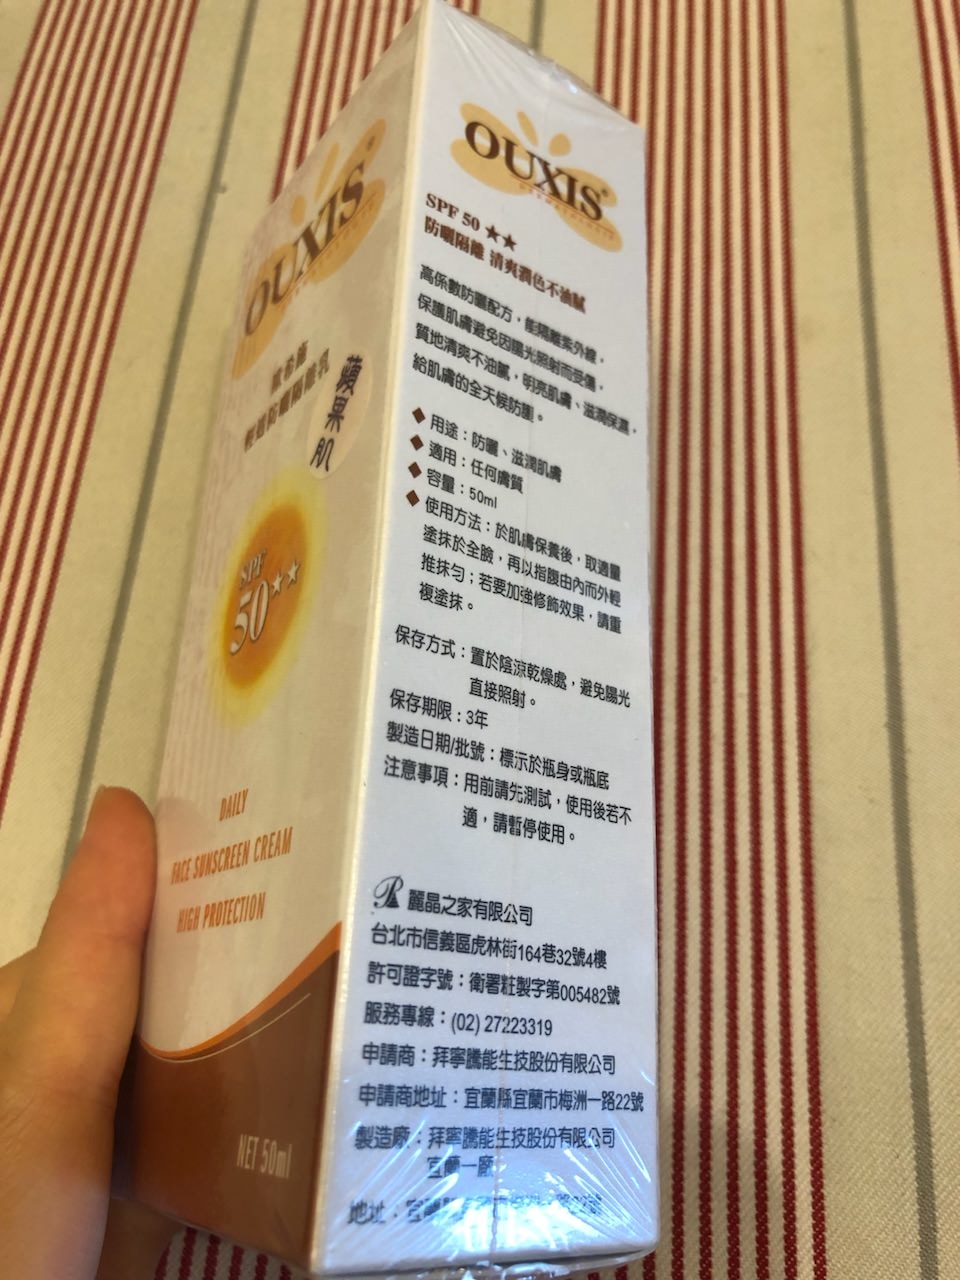 OUXIS
蘋果肌
SPF
50★★
DAILY
FACE SUNSCREEN CREAM
HIGH PROTECTION
NET 50ml
OUXIS®
SPF 50 ★★
防曬隔離 清爽潤色不油膩
高係數防曬配方，能隔離紫外線，
保護肌膚避免因陽光照射而受傷，
質地清爽不油膩，明亮肌膚、滋潤保濕，
給肌膚的全天候防護。
◆ 用途：防曬、滋潤肌膚
◆ 適用：任何膚質
◆ 容量：50ml
◆ 使用方法：於肌膚保養後，取適量
塗抹於全臉，再以指腹由內而外輕
推抹勻；若要加強修飾效果，請重
複塗抹。
保存方式：置於陰涼乾燥處，避免陽光
直接照射。
保存期限：3年
製造日期/批號：標示於瓶身或瓶底
注意事項：用前請先測試，使用後若不
適，請暫停使用。
麗晶之家有限公司
台北市信義區虎林街164巷32號4樓
許可證字號：衛署粧製字第005482號
服務專線：(02) 27223319
申請商：拜寧騰能生技股份有限公司
申請商地址：宜蘭縣宜蘭市梅洲一路22號
製造廠：拜寧騰能生技股份有限公司
宜蘭一廠
地址：宜蘭